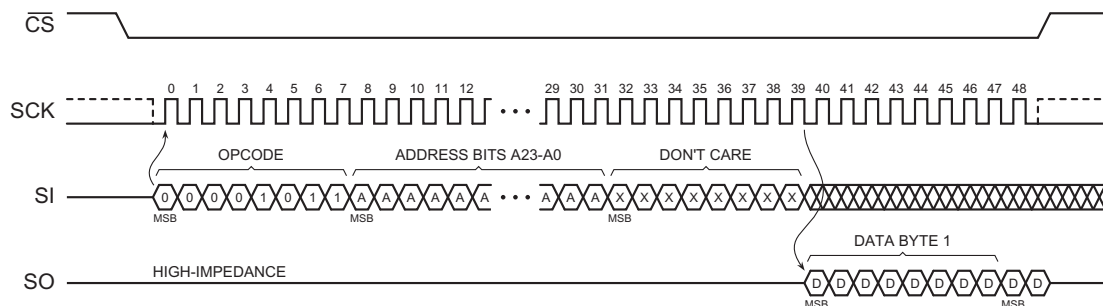 CS
0 1 2 3 4 5 6 7 8 9 10 11 12 29 30 31 32 33 34 35 36 37 38 39 40 41 42 43 44 45 46 47 48
SCK • • •
OPCODE ADDRESS BITS A23-A0 DON'T CARE
SI 0 0 0 0 1 0 1 1 A A A A A A • • • A A A X X X X X X X X
MSB MSB MSB
DATA BYTE 1
SO HIGH-IMPEDANCE D D D D D D D D D D
MSB MSB